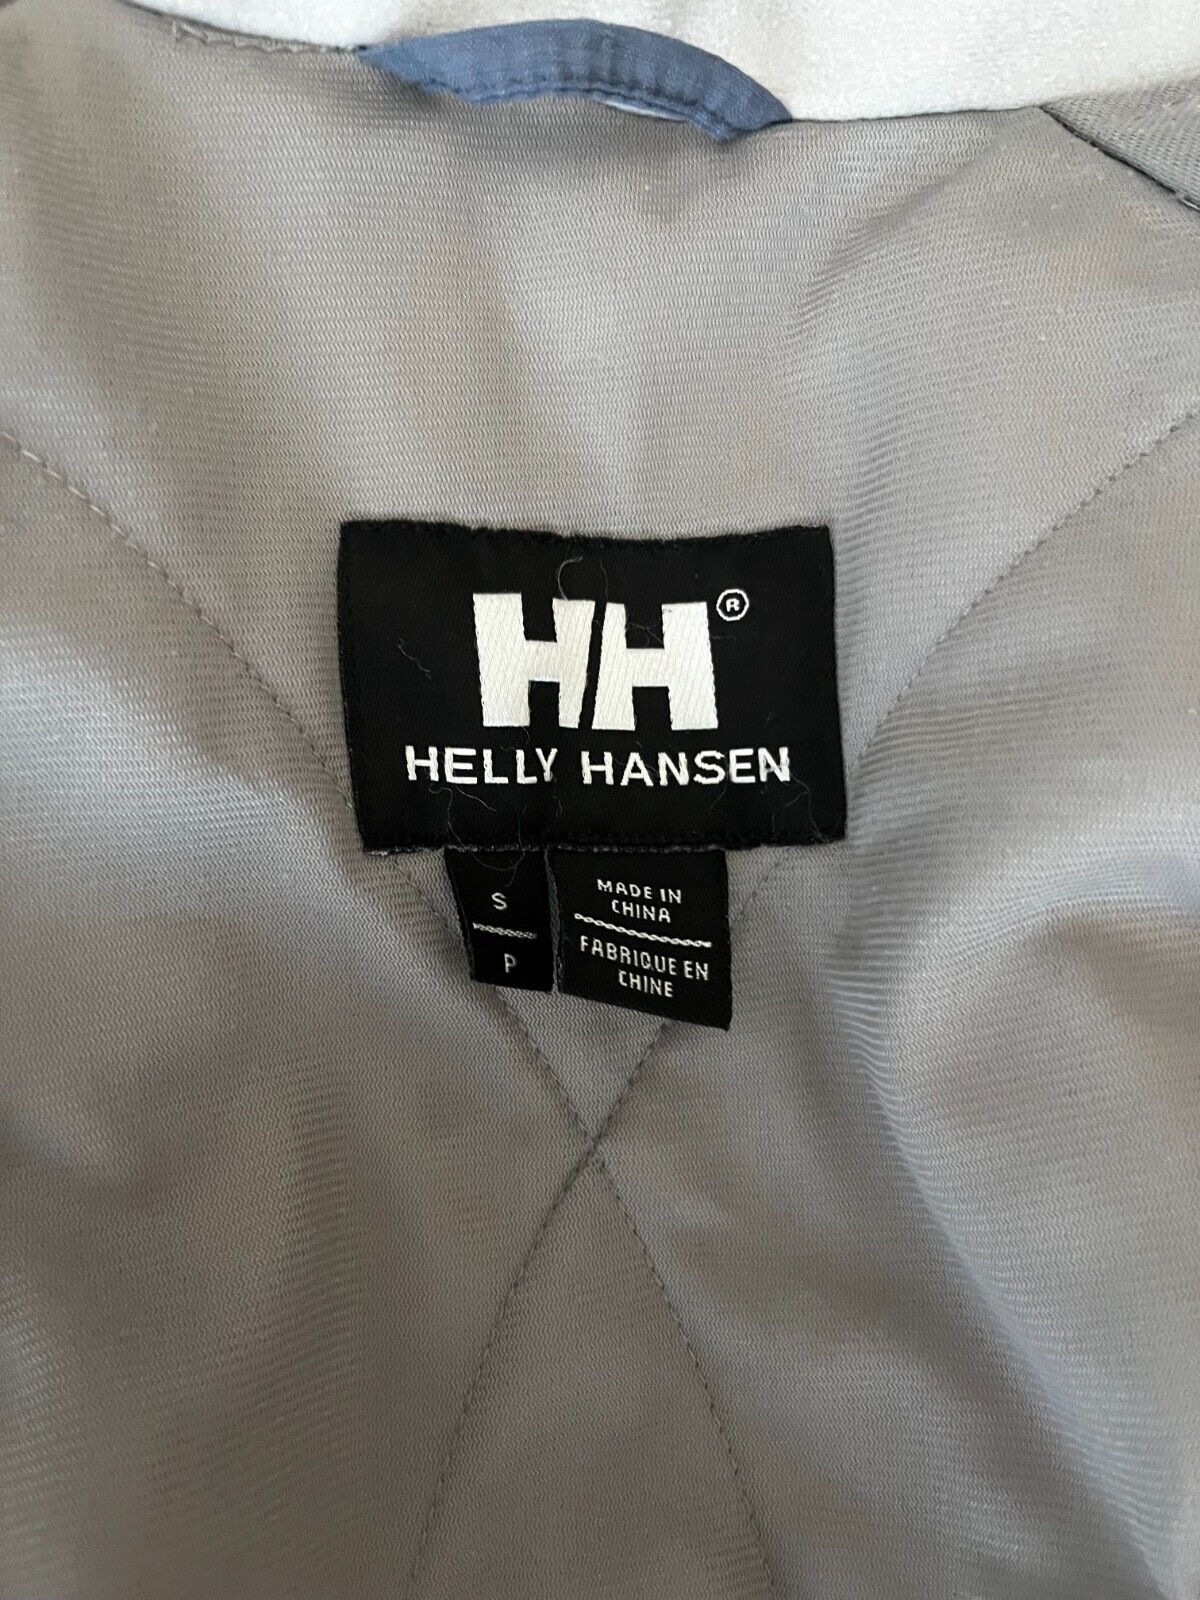 HH®
HELLY HANSEN
S
P
MADE IN
CHINA
FABRIQUE EN
CHINE